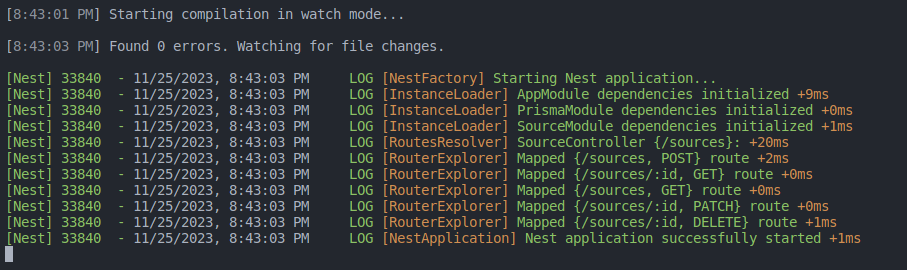 [8:43:01 PM] Starting compilation in watch mode...
[8:43:03 PM] Found 0 errors. Watching for file changes.
[Nest] 33840  - 11/25/2023, 8:43:03 PM     LOG [NestFactory] Starting Nest application...
[Nest] 33840  - 11/25/2023, 8:43:03 PM     LOG [InstanceLoader] AppModule dependencies initialized +9ms
[Nest] 33840  - 11/25/2023, 8:43:03 PM     LOG [InstanceLoader] PrismaModule dependencies initialized +0ms
[Nest] 33840  - 11/25/2023, 8:43:03 PM     LOG [InstanceLoader] SourceModule dependencies initialized +1ms
[Nest] 33840  - 11/25/2023, 8:43:03 PM     LOG [RoutesResolver] SourceController {/sources}: +20ms
[Nest] 33840  - 11/25/2023, 8:43:03 PM     LOG [RouterExplorer] Mapped {/sources, POST} route +2ms
[Nest] 33840  - 11/25/2023, 8:43:03 PM     LOG [RouterExplorer] Mapped {/sources/:id, GET} route +0ms
[Nest] 33840  - 11/25/2023, 8:43:03 PM     LOG [RouterExplorer] Mapped {/sources, GET} route +0ms
[Nest] 33840  - 11/25/2023, 8:43:03 PM     LOG [RouterExplorer] Mapped {/sources/:id, PATCH} route +0ms
[Nest] 33840  - 11/25/2023, 8:43:03 PM     LOG [RouterExplorer] Mapped {/sources/:id, DELETE} route +1ms
[Nest] 33840  - 11/25/2023, 8:43:03 PM     LOG [NestApplication] Nest application successfully started +1ms